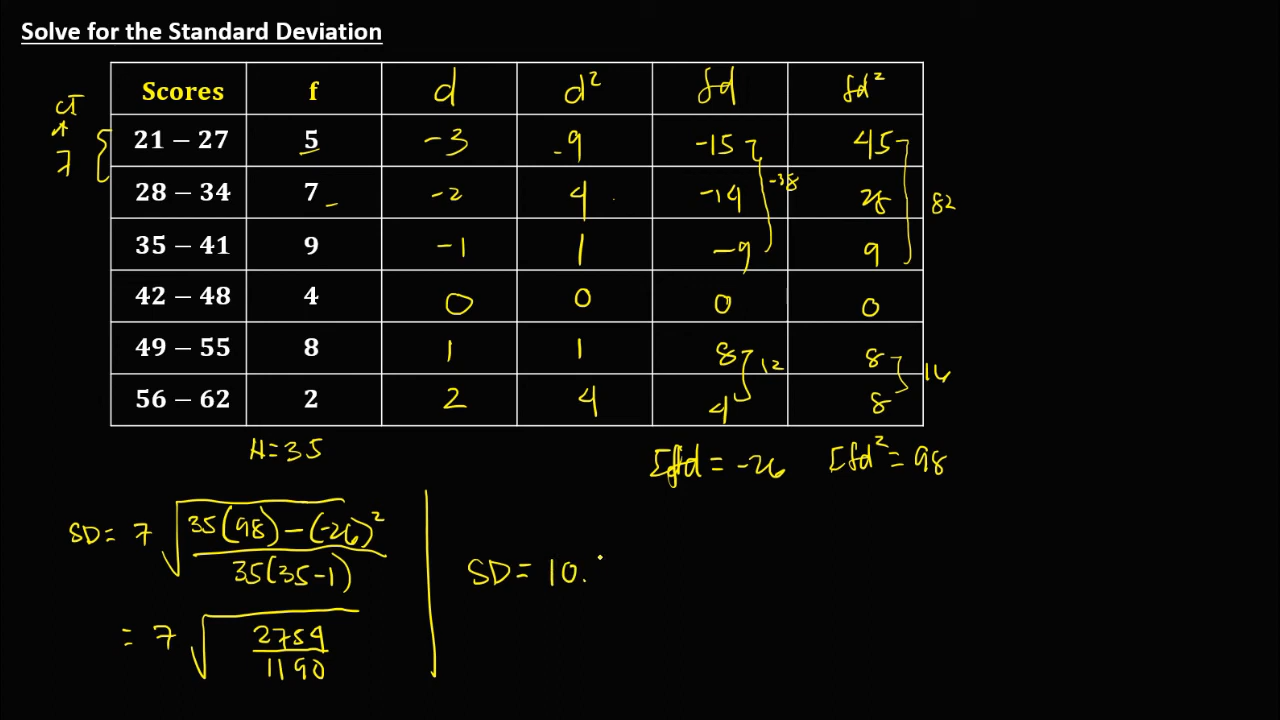 Solve for the Standard Deviation
Scores f d d² fd fd²
CI
7
21 − 27 5 -3 9 -15 45
28 − 34 7 -2 4 -14 28
-38
82
35 − 41 9 -1 1 -9 9
42 − 48 4 0 0 0 0
49 − 55 8 1 1 8 8
12
16
56 − 62 2 2 4 4 8
N=35 Σfd = -26 Σfd² = 98
SD = 7 √ 35(98) − (-26)² / 35(35-1)
SD = 10.
= 7 √ 2754 / 1190